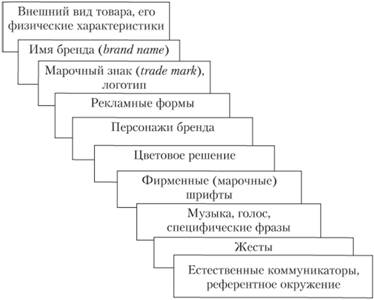 Внешний вид товара, его
физические характеристики
Имя бренда (brand name)
Марочный знак (trade mark),
логотип
Рекламные формы
Персонажи бренда
Цветовое решение
Фирменные (марочные)
шрифты
Музыка, голос,
специфические фразы
Жесты
Естественные коммуникаторы,
референтное окружение